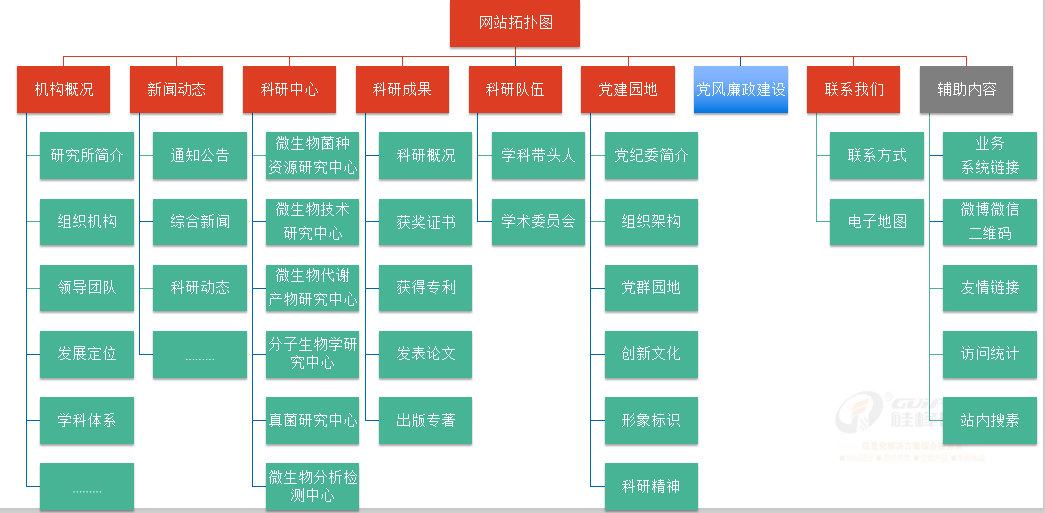 网站拓扑图
机构概况
新闻动态
科研中心
科研成果
科研队伍
党建园地
党风廉政建设
联系我们
辅助内容
研究所简介
组织机构
领导团队
发展定位
学科体系
.........
通知公告
综合新闻
科研动态
.........
微生物菌种
资源研究中心
微生物技术
研究中心
微生物代谢
产物研究中心
分子生物学研
究中心
真菌研究中心
微生物分析检
测中心
科研概况
获奖证书
获得专利
发表论文
出版专著
学科带头人
学术委员会
党纪委简介
组织架构
党群园地
创新文化
形象标识
科研精神
联系方式
电子地图
业务
系统链接
微博微信
二维码
友情链接
访问统计
站内搜素